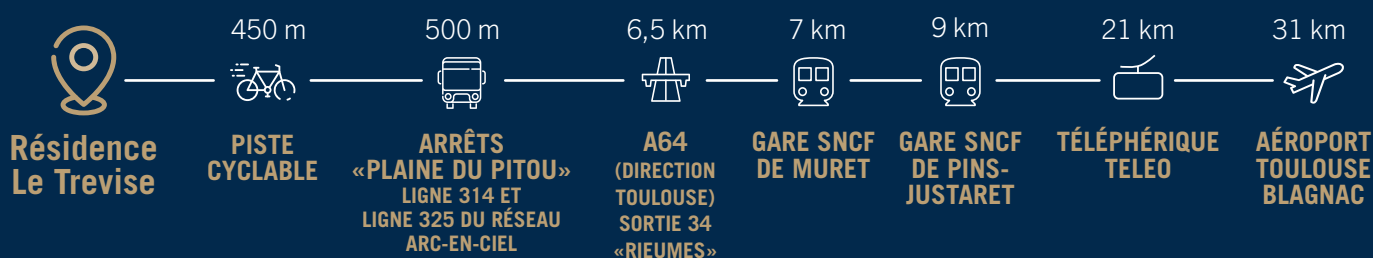 Résidence
Le Trevise
450 m
PISTE
CYCLABLE
500 m
ARRÊTS
«PLAINE DU PITOU»
LIGNE 314 ET
LIGNE 325 DU RÉSEAU
ARC-EN-CIEL
6,5 km
A64
(DIRECTION
TOULOUSE)
SORTIE 34
«RIEUMES»
7 km
GARE SNCF
DE MURET
9 km
GARE SNCF
DE PINS-
JUSTARET
21 km
TÉLÉPHÉRIQUE
TELEO
31 km
AÉROPORT
TOULOUSE
BLAGNAC